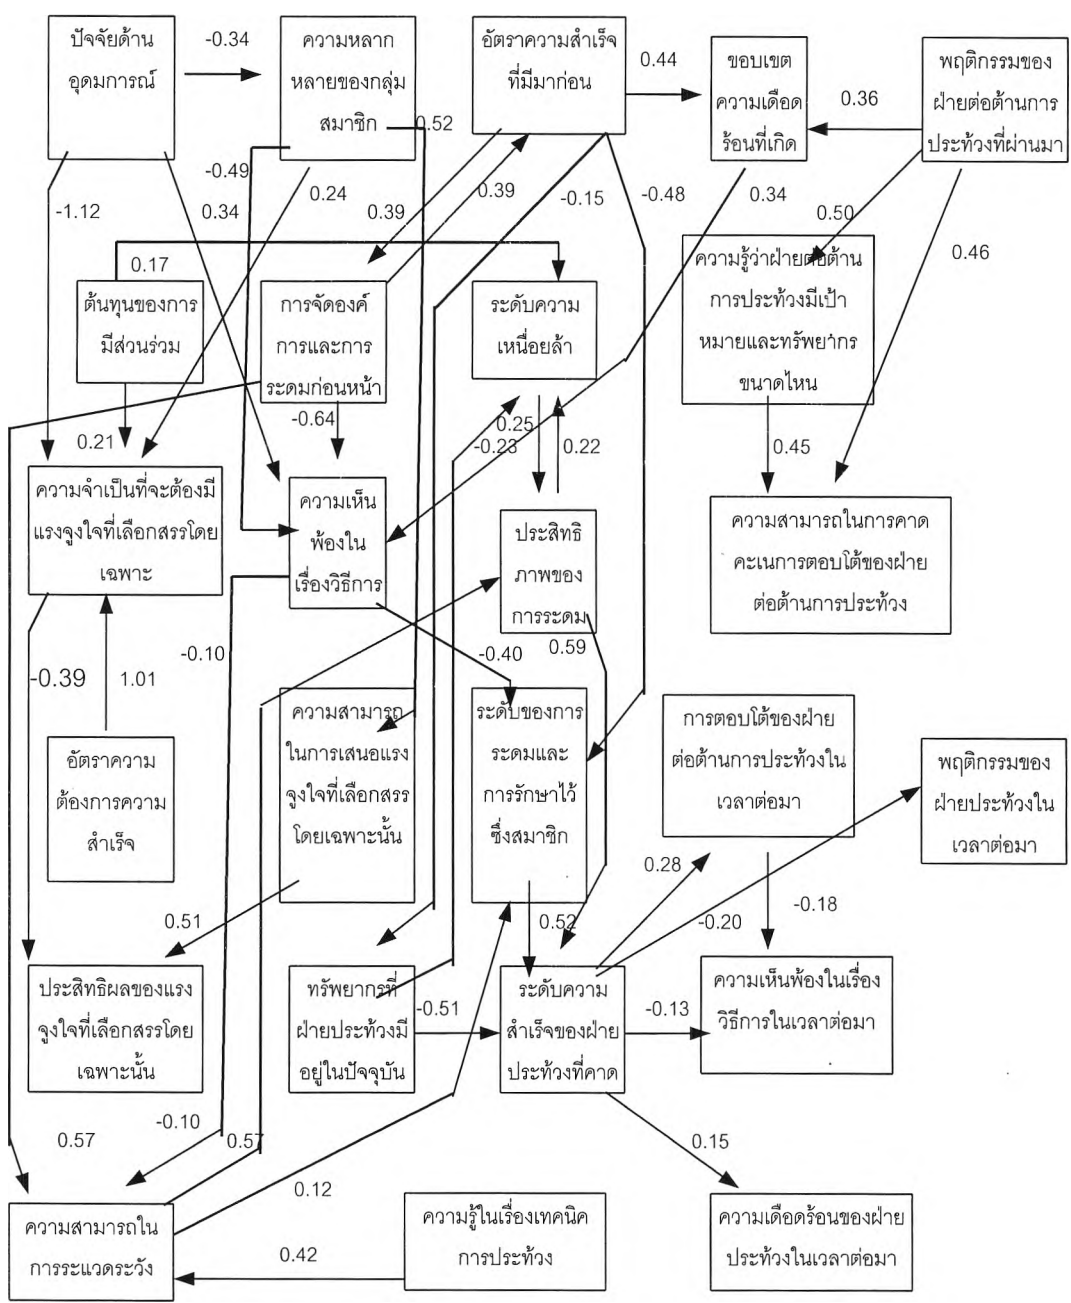 ปัจจัยด้าน
อุดมการณ์
-0.34
ความหลาก
หลายของกลุ่ม
สมาชิก
0.52
อัตราความสำเร็จ
ที่มีมาก่อน
0.44
ขอบเขต
ความเดือด
ร้อนที่เกิด
0.36
พฤติกรรมของ
ฝ่ายต่อต้านการ
ประท้วงที่ผ่านมา
-1.12
-0.49
0.34
0.24
0.39
0.39
-0.15
-0.48
0.34
0.50
0.46
0.17
ต้นทุนของการ
มีส่วนร่วม
การจัดองค์
การและการ
ระดมก่อนหน้า
ระดับความ
เหนื่อยล้า
ความรู้ว่าฝ่ายต่อต้าน
การประท้วงมีเป้า
หมายและทรัพยากร
ขนาดไหน
0.21
-0.64
-0.23
0.25
0.22
0.45
ความจำเป็นที่จะต้องมี
แรงจูงใจที่เลือกสรรโดย
เฉพาะ
ความเห็น
พ้องใน
เรื่องวิธีการ
ประสิทธิ
ภาพของ
การระดม
ความสามารถในการคาด
คะเนการตอบโต้ของฝ่าย
ต่อต้านการประท้วง
-0.39
1.01
-0.10
-0.40
0.59
อัตราความ
ต้องการความ
สำเร็จ
ความสามารถ
ในการเสนอแรง
จูงใจที่เลือกสรร
โดยเฉพาะนั้น
ระดับของการ
ระดมและ
การรักษาไว้
ซึ่งสมาชิก
การตอบโต้ของฝ่าย
ต่อต้านการประท้วงใน
เวลาต่อมา
พฤติกรรมของ
ฝ่ายประท้วงใน
เวลาต่อมา
0.51
0.52
0.28
-0.20
-0.18
ประสิทธิผลของแรง
จูงใจที่เลือกสรรโดย
เฉพาะนั้น
ทรัพยากรที่
ฝ่ายประท้วงมี
อยู่ในปัจจุบัน
-0.51
ระดับความ
สำเร็จของฝ่าย
ประท้วงที่คาด
-0.13
ความเห็นพ้องในเรื่อง
วิธีการในเวลาต่อมา
0.57
-0.10
0.57
0.12
0.15
ความสามารถใน
การระแวดระวัง
0.42
ความรู้ในเรื่องเทคนิค
การประท้วง
ความเดือดร้อนของฝ่าย
ประท้วงในเวลาต่อมา